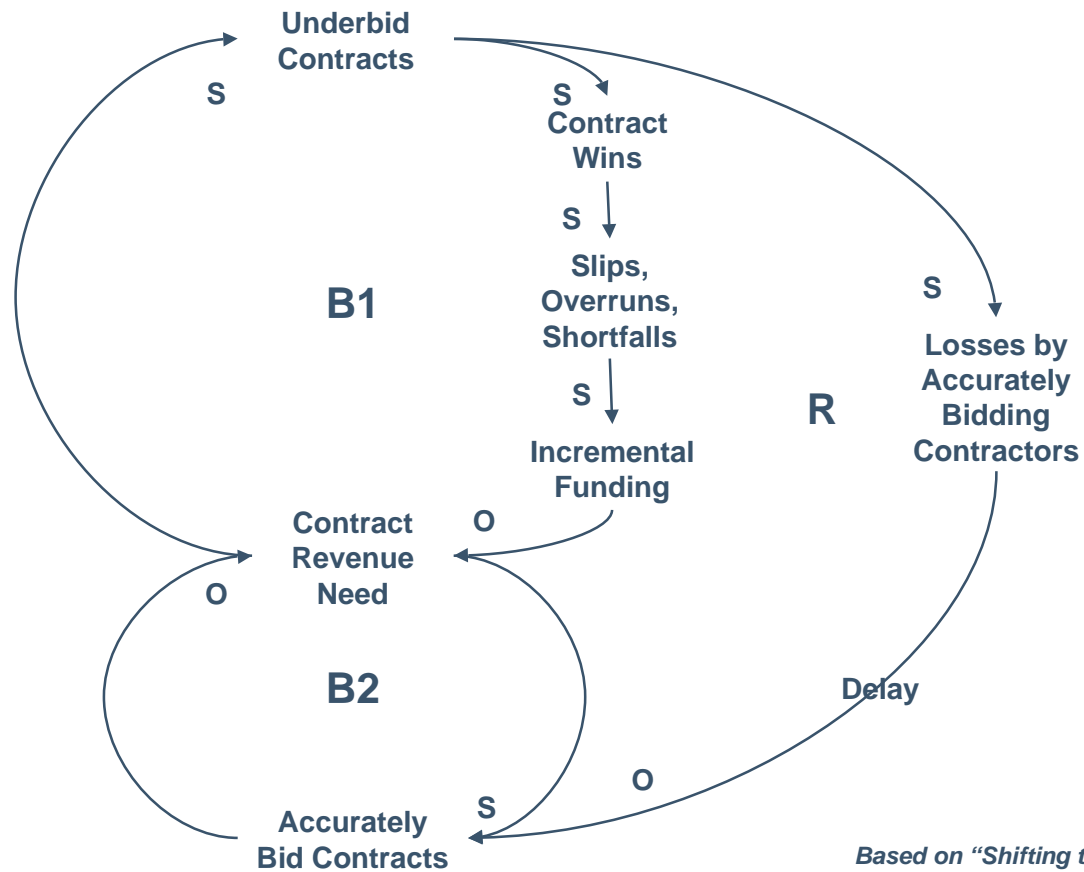 Underbid
Contracts
S
S
Contract
Wins
S
Slips,
Overruns,
Shortfalls
B1
S
Losses by
Accurately
Bidding
Contractors
S
R
Incremental
Funding
O
Contract
Revenue
Need
O
B2
Delay
O
S
Accurately
Bid Contracts
Based on “Shifting t